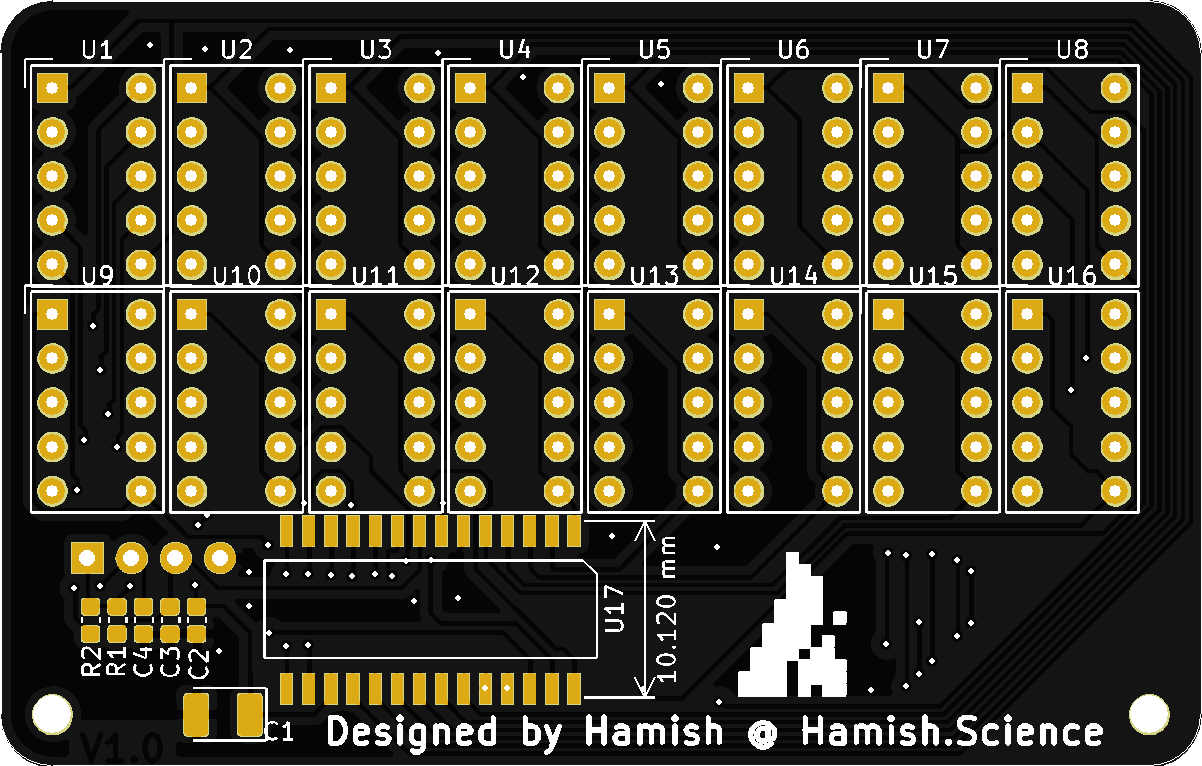 U1 U2 U3 U4 U5 U6 U7 U8
U9 U10 U11 U12 U13 U14 U15 U16
10.120 mm
U17
R2 R1 C4 C3 C2
C1
Designed by Hamish @ Hamish.Science
V1.0